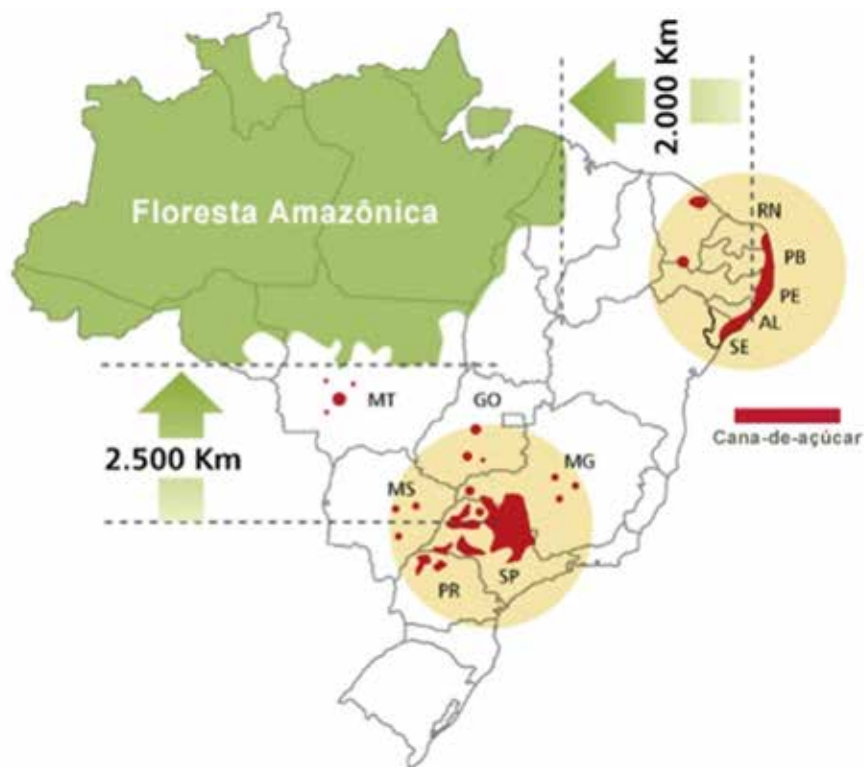 2.000 Km
Floresta Amazônica
RN
PB
PE
AL
SE
MT
GO
Cana-de-açúcar
2.500 Km
MG
MS
SP
PR